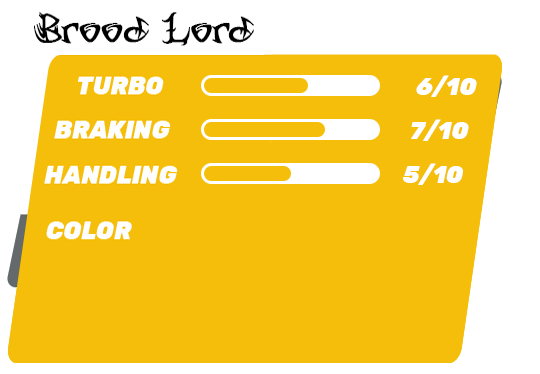 Brood Lord
TURBO 6/10
BRAKING 7/10
HANDLING 5/10
COLOR